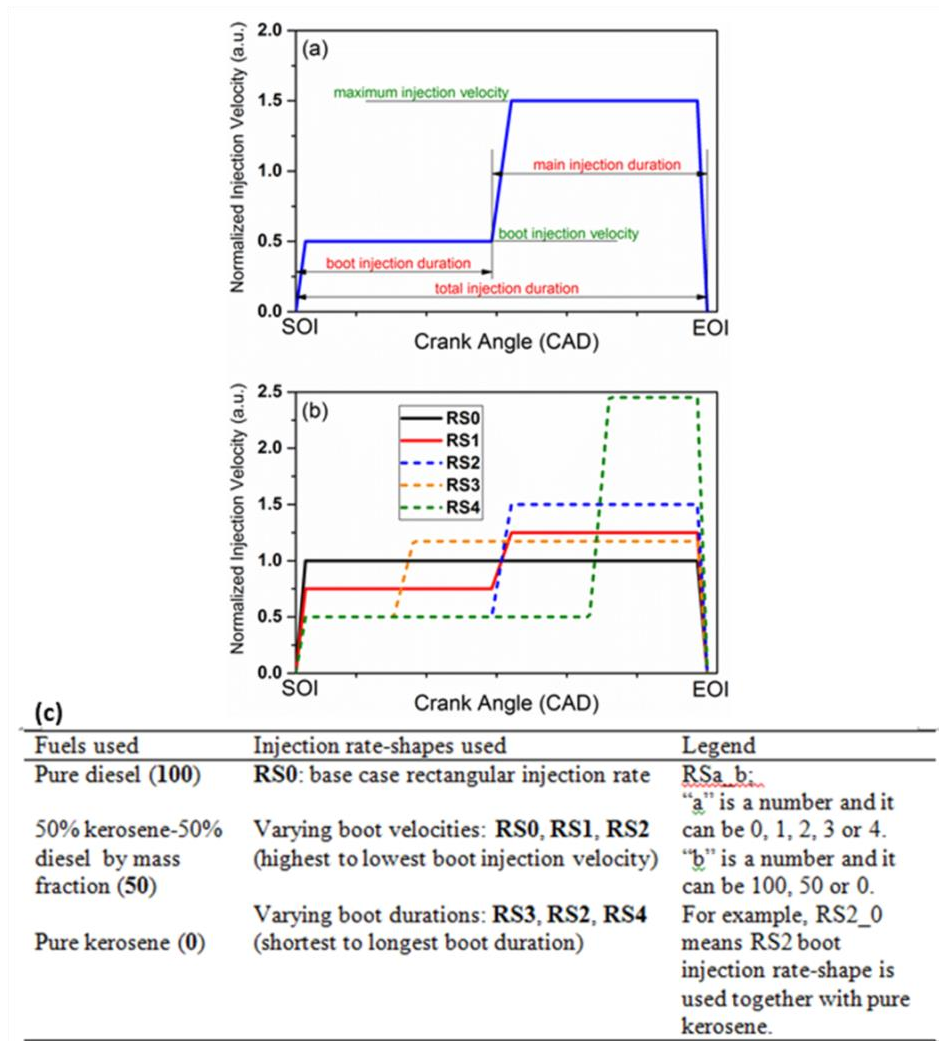 (a)
2.0
1.5
1.0
0.5
0.0
Normalized Injection Velocity (a.u.)
maximum injection velocity
main injection duration
boot injection velocity
boot injection duration
total injection duration
SOI
EOI
Crank Angle (CAD)
(b)
2.5
2.0
1.5
1.0
0.5
0.0
Normalized Injection Velocity (a.u.)
RS0
RS1
RS2
RS3
RS4
SOI
EOI
Crank Angle (CAD)
(c)
Fuels used
Injection rate-shapes used
Legend
Pure diesel (100)
RS0: base case rectangular injection rate
RSa_b:
"a" is a number and it
50% kerosene-50%
Varying boot velocities: RS0, RS1, RS2
can be 0, 1, 2, 3 or 4.
diesel by mass
(highest to lowest boot injection velocity)
"b" is a number and it
fraction (50)
can be 100, 50 or 0.
Varying boot durations: RS3, RS2, RS4
For example, RS2_0
Pure kerosene (0)
(shortest to longest boot duration)
means RS2 boot
injection rate-shape is
used together with pure
kerosene.